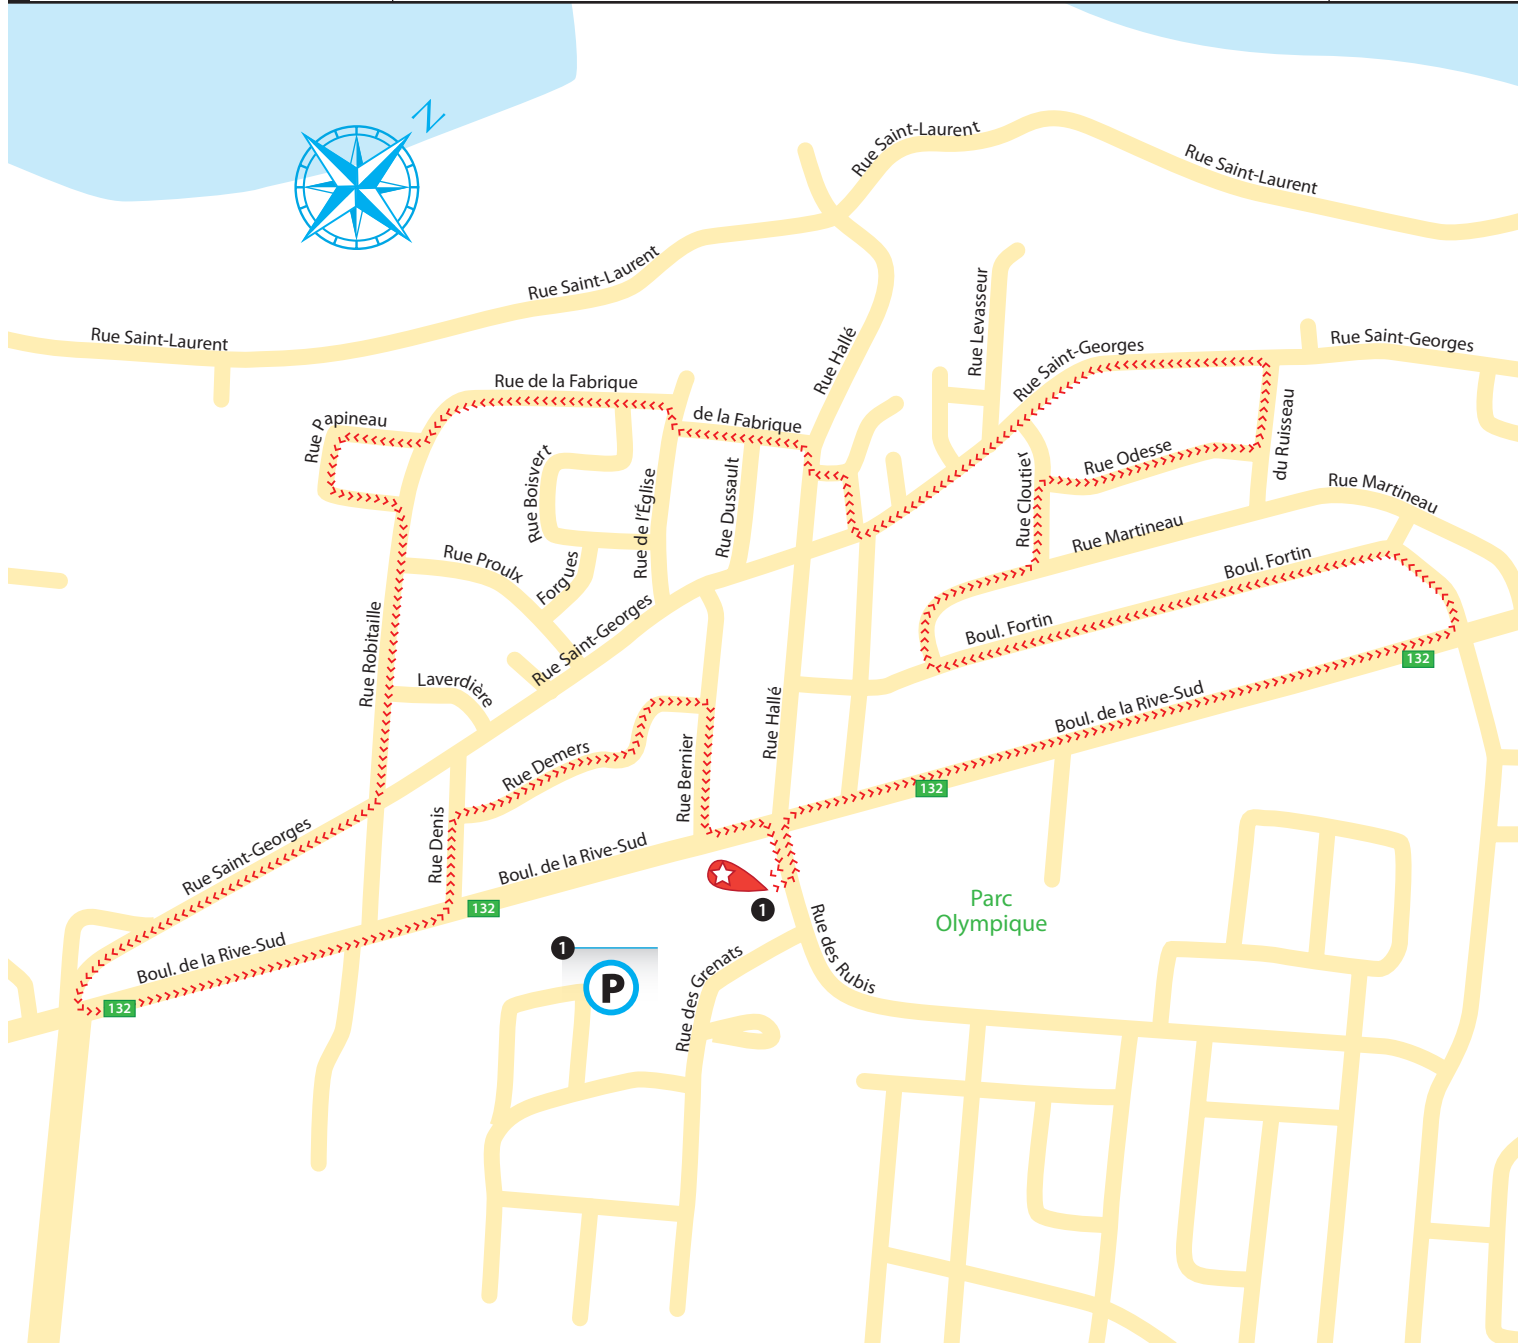 N
Rue Saint-Laurent
Rue Saint-Laurent
Rue Saint-Laurent
Rue Saint-Laurent
Rue Hallé
Rue Levasseur
Rue Saint-Georges
Rue Saint-Georges
Rue de la Fabrique
de la Fabrique
Rue Papineau
du Ruisseau
Rue Odesse
Rue Cloutier
Rue Martineau
Rue Martineau
Rue Boisvert
Rue de l'Église
Rue Dussault
Rue Proulx
Forgues
Boul. Fortin
Boul. Fortin
Rue Saint-Georges
Rue Robitaille
Laverdière
132
Rue Hallé
Boul. de la Rive-Sud
Rue Demers
Rue Bernier
132
Rue Saint-Georges
Rue Denis
Boul. de la Rive-Sud
1
132
Parc
Olympique
Rue des Rubis
Boul. de la Rive-Sud
1
P
Rue des Grenats
132